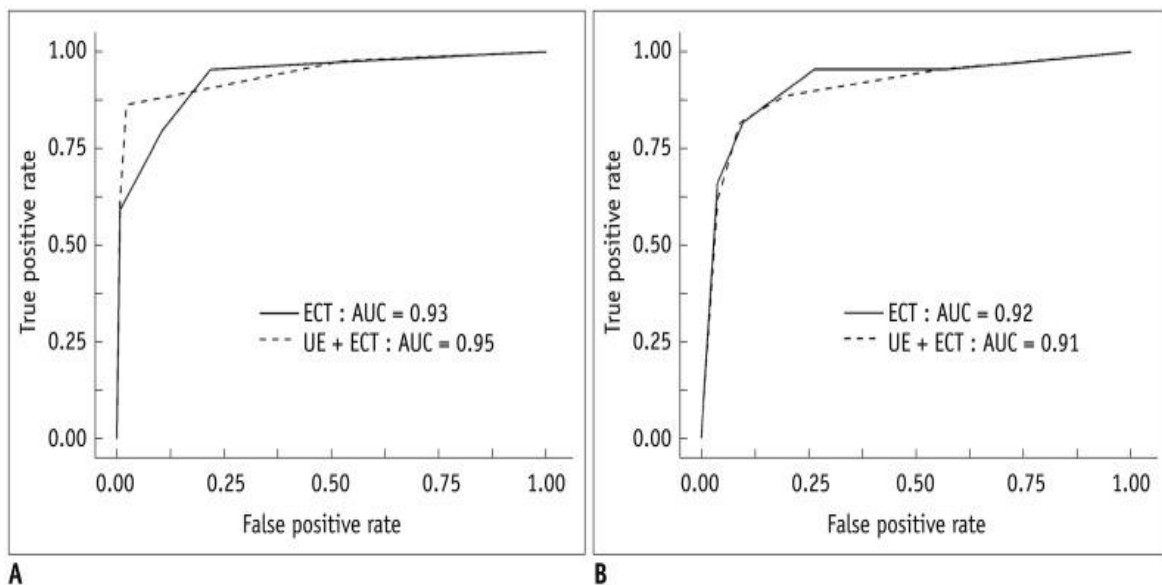 1.00
0.75
0.50
0.25
0.00
True positive rate
ECT : AUC = 0.93
UE + ECT : AUC = 0.95
0.00 0.25 0.50 0.75 1.00
False positive rate
A
1.00
0.75
0.50
0.25
0.00
True positive rate
ECT : AUC = 0.92
UE + ECT : AUC = 0.91
0.00 0.25 0.50 0.75 1.00
False positive rate
B